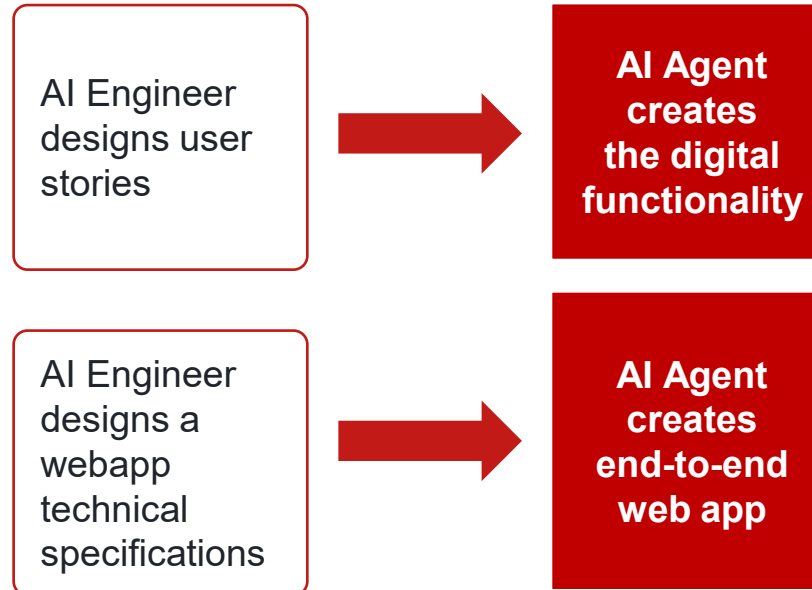 AI Engineer
designs user
stories
AI Agent
creates
the digital
functionality
AI Engineer
designs a
webapp
technical
specifications
AI Agent
creates
end-to-end
web app